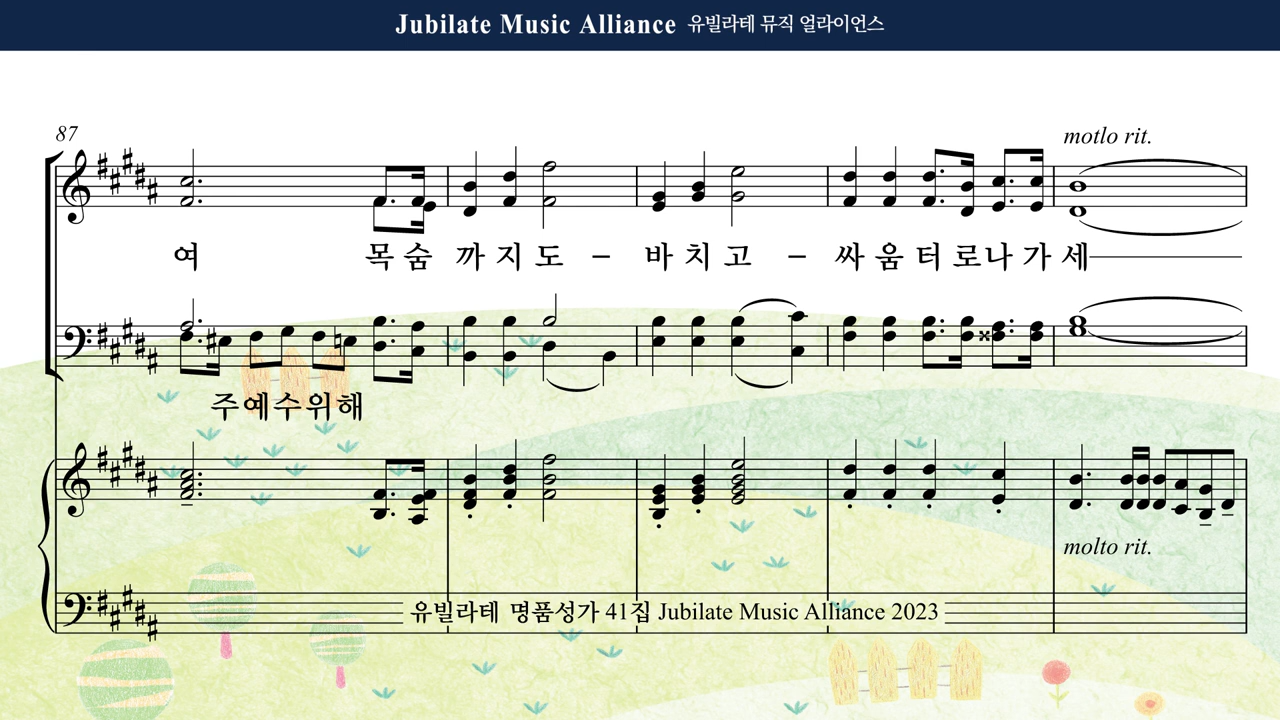 Jubilate Music Alliance 유빌라테 뮤직 얼라이언스
87
motlo rit.
여 목 숨 까 지 도 – 바 치 고 – 싸 움 터 로 나 가 세
주 예 수 위 해
molto rit.
유빌라테 명품성가 41집 Jubilate Music Alliance 2023